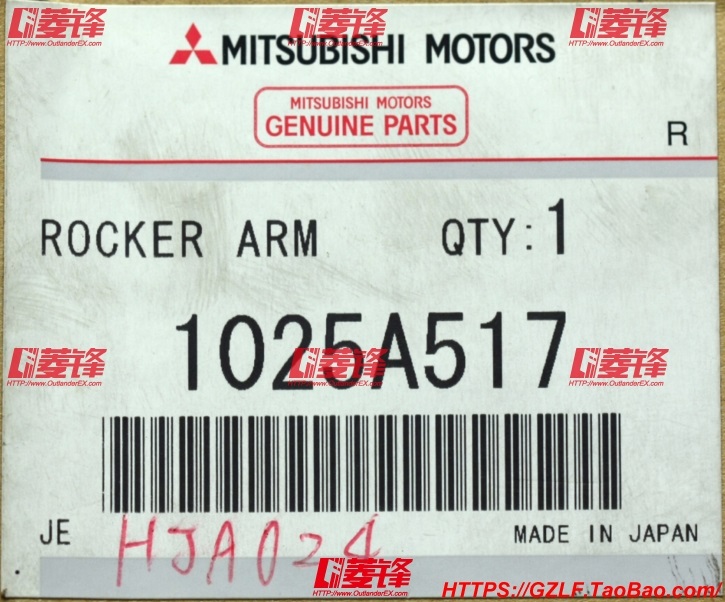 菱锋 菱锋 菱锋
HTTP://www.OutlanderEX.com HTTP://www.OutlanderEX.com HTTP://www.OutlanderEX.com
MITSUBISHI MOTORS
MITSUBISHI MOTORS
GENUINE PARTS
R
ROCKER ARM QTY:1
1025A517
菱锋 菱锋 菱锋
HTTP://www.OutlanderEX.com HTTP://www.OutlanderEX.com HTTP://www.OutlanderEX.com
JE HJA024 MADE IN JAPAN
菱锋
HTTP://www.OutlanderEX.com
HTTPS://GZLF.TaoBao.com/